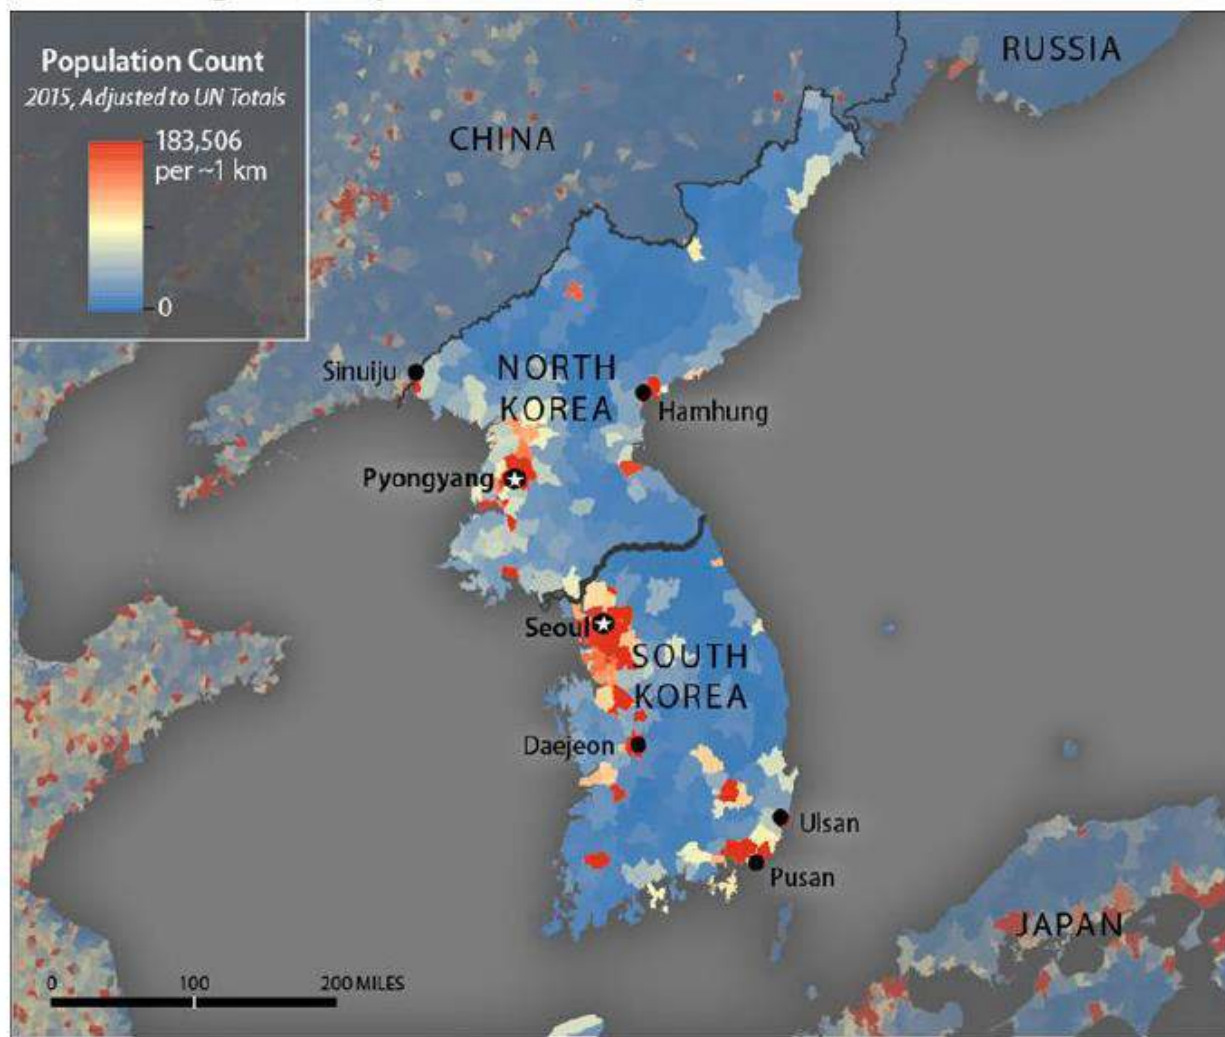 Population Count
2015, Adjusted to UN Totals
183,506
per ~1 km
0
RUSSIA
CHINA
Sinuiju
NORTH
KOREA
Hamhung
Pyongyang
Seoul
SOUTH
KOREA
Daejeon
Ulsan
Pusan
JAPAN
0 100 200 MILES